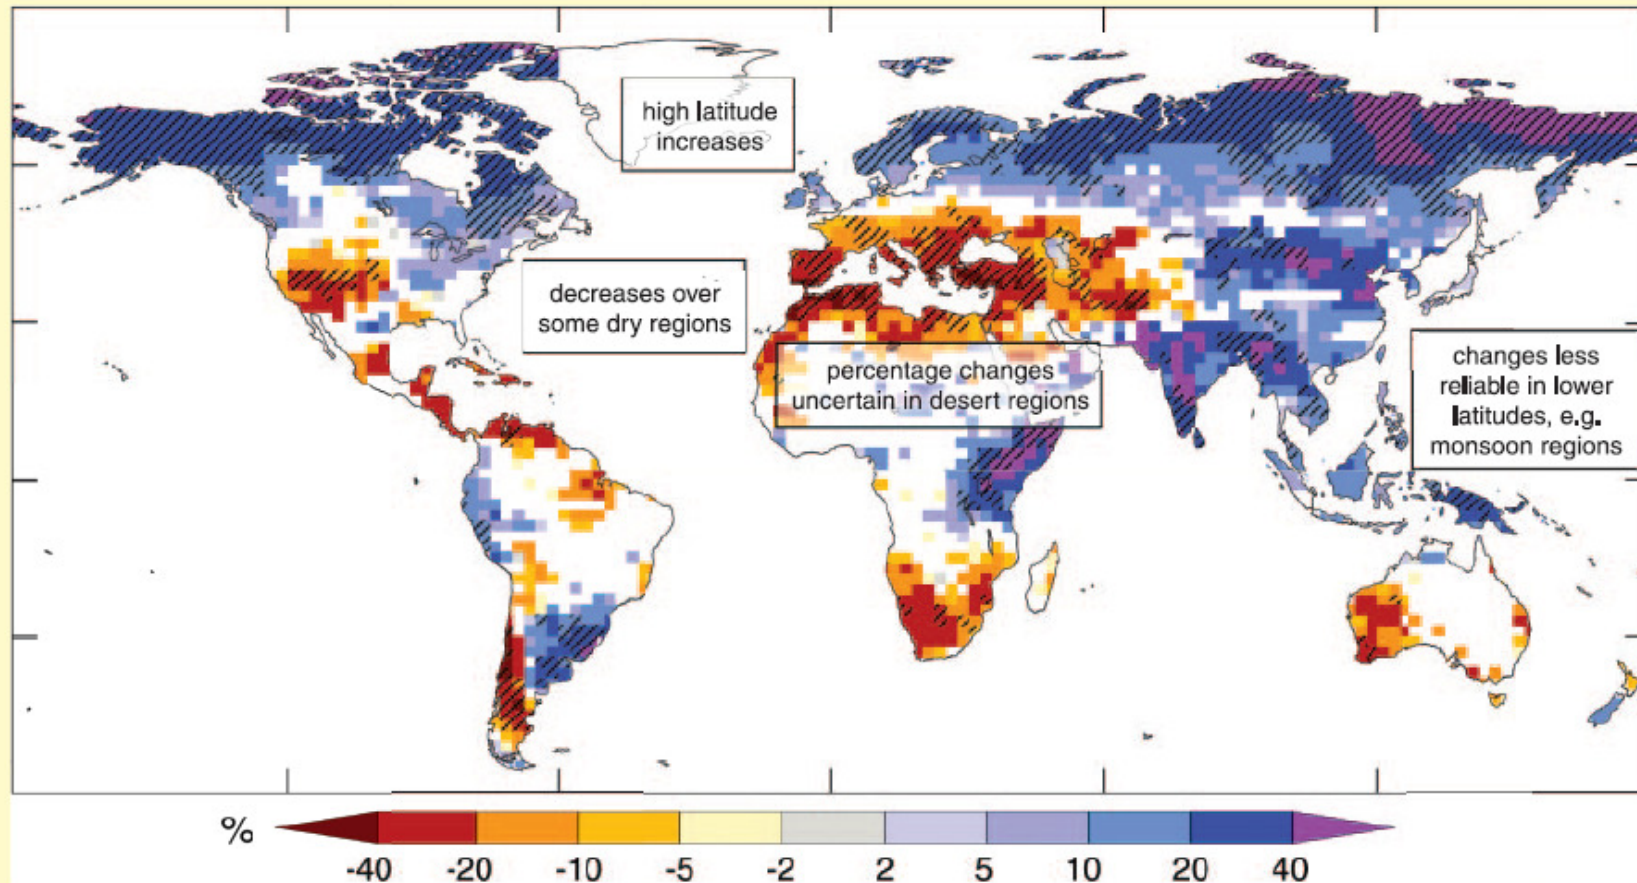 high latitude
increases
decreases over
some dry regions
percentage changes
uncertain in desert regions
changes less
reliable in lower
latitudes, e.g.
monsoon regions
%
-40 -20 -10 -5 -2 2 5 10 20 40